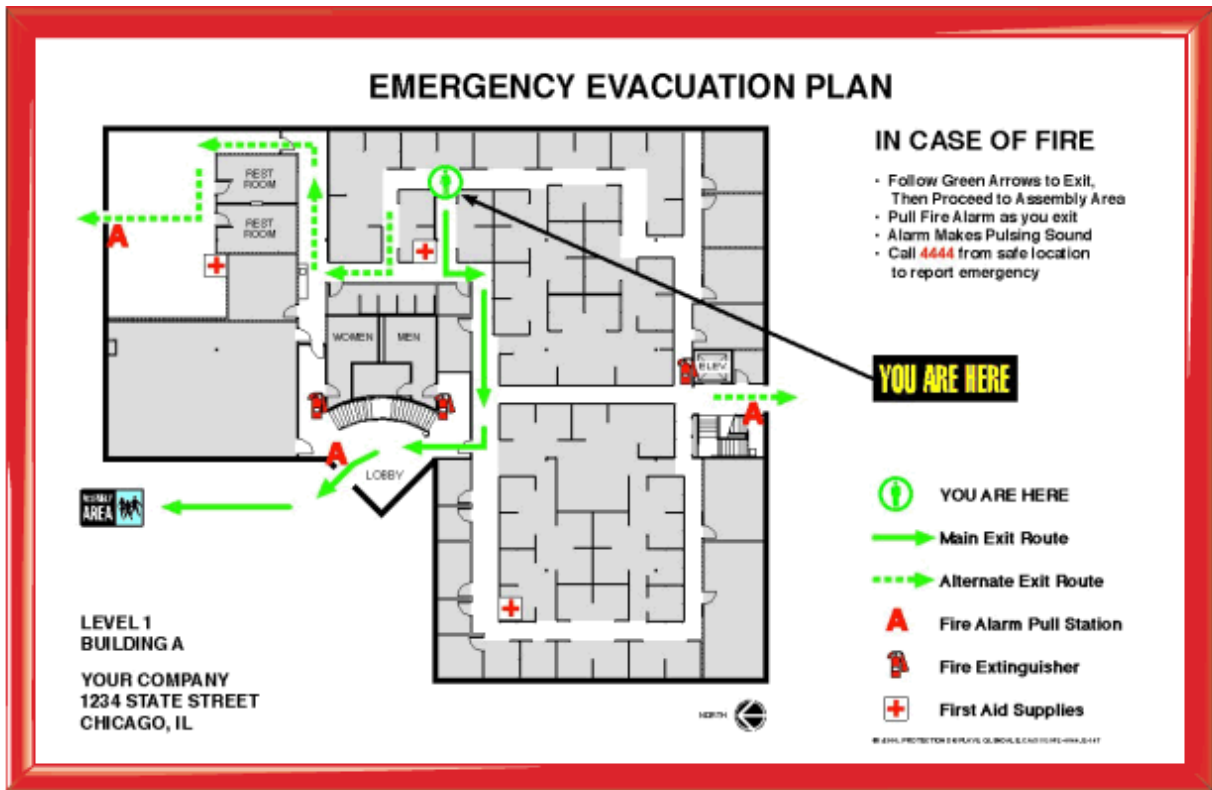 EMERGENCY EVACUATION PLAN
IN CASE OF FIRE
· Follow Green Arrows to Exit,
Then Proceed to Assembly Area
· Pull Fire Alarm as you exit
· Alarm Makes Pulsing Sound
· Call 4444 from safe location
to report emergency
REST
ROOM
REST
ROOM
A
WOMEN
MEN
ELEV.
YOU ARE HERE
A
A
LOBBY
AREA
YOU ARE HERE
Main Exit Route
Alternate Exit Route
A Fire Alarm Pull Station
Fire Extinguisher
First Aid Supplies
LEVEL 1
BUILDING A
YOUR COMPANY
1234 STATE STREET
CHICAGO, IL
NORTH